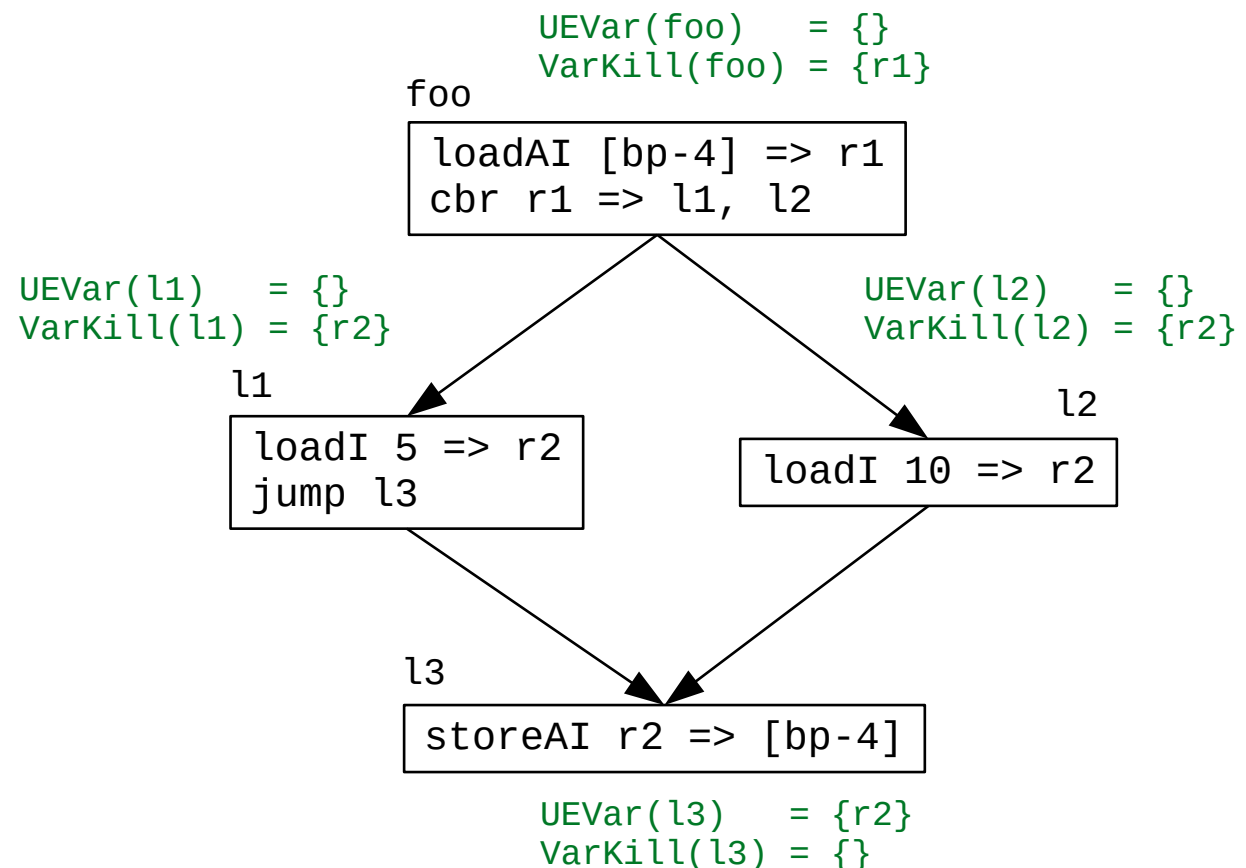 UEVar(foo)   = {}
VarKill(foo) = {r1}
foo
loadAI [bp-4] => r1
cbr r1 => l1, l2
UEVar(l1)   = {}
VarKill(l1) = {r2}
UEVar(l2)   = {}
VarKill(l2) = {r2}
l1
l2
loadI 5 => r2
jump l3
loadI 10 => r2
l3
storeAI r2 => [bp-4]
UEVar(l3)   = {r2}
VarKill(l3) = {}